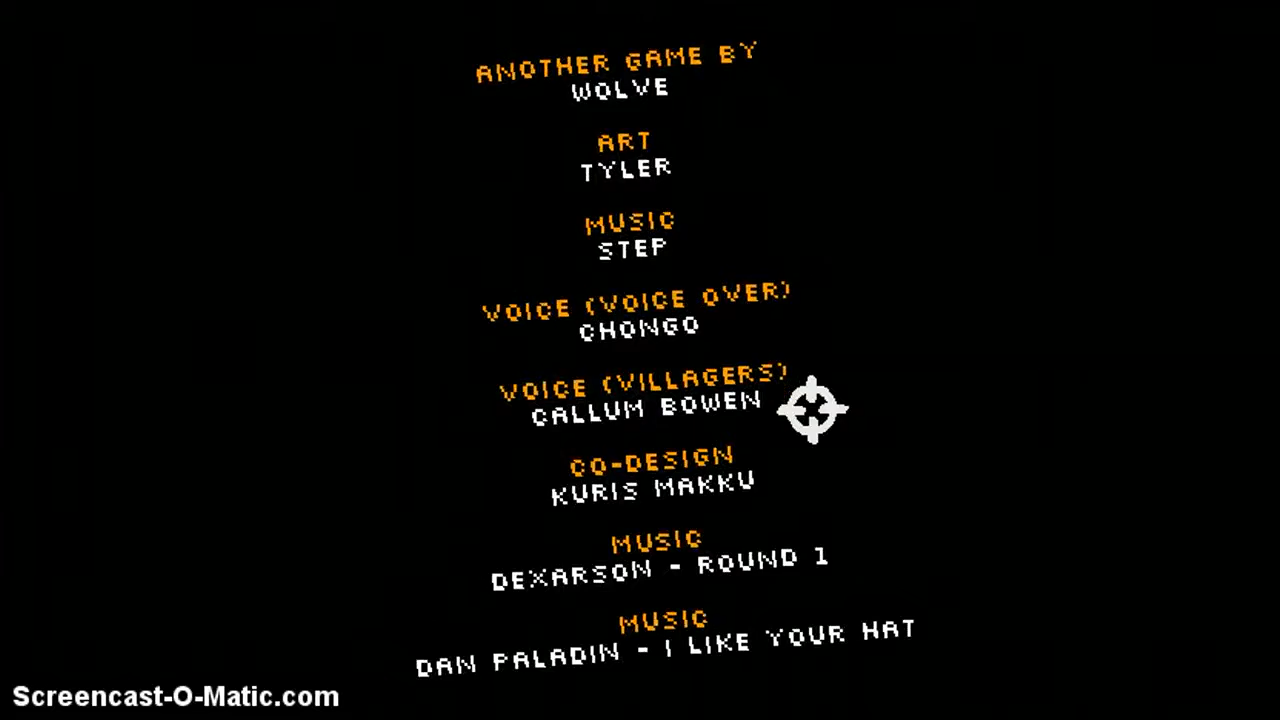 ANOTHER GAME BY
WOLVE
ART
TYLER
MUSIC
STEP
VOICE (VOICE OVER)
CHONGO
VOICE (VILLAGERS)
CALLUM BOWEN
CO-DESIGN
KURIS MAKKU
MUSIC
DEXARSON - ROUND 1
MUSIC
DAN PALADIN - I LIKE YOUR HAT
Screencast-O-Matic.com